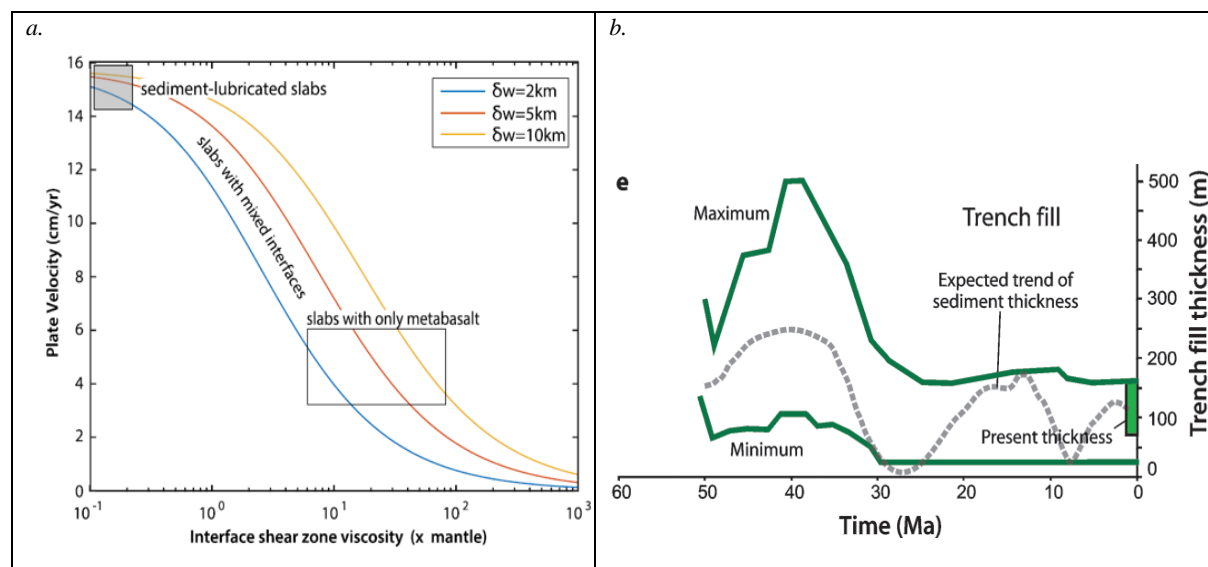 a.
16
14
12
10
8
6
4
2
0
Plate Velocity (cm/yr)
sediment-lubricated slabs
δw=2km
δw=5km
δw=10km
slabs with mixed interfaces
slabs with only metabasalt
10-1
100
101
102
103
Interface shear zone viscosity (x mantle)
b.
e
Maximum
Trench fill
Expected trend of
sediment thickness
Present thickness
Minimum
500
400
300
200
100
0
Trench fill thickness (m)
60
50
40
30
20
10
0
Time (Ma)